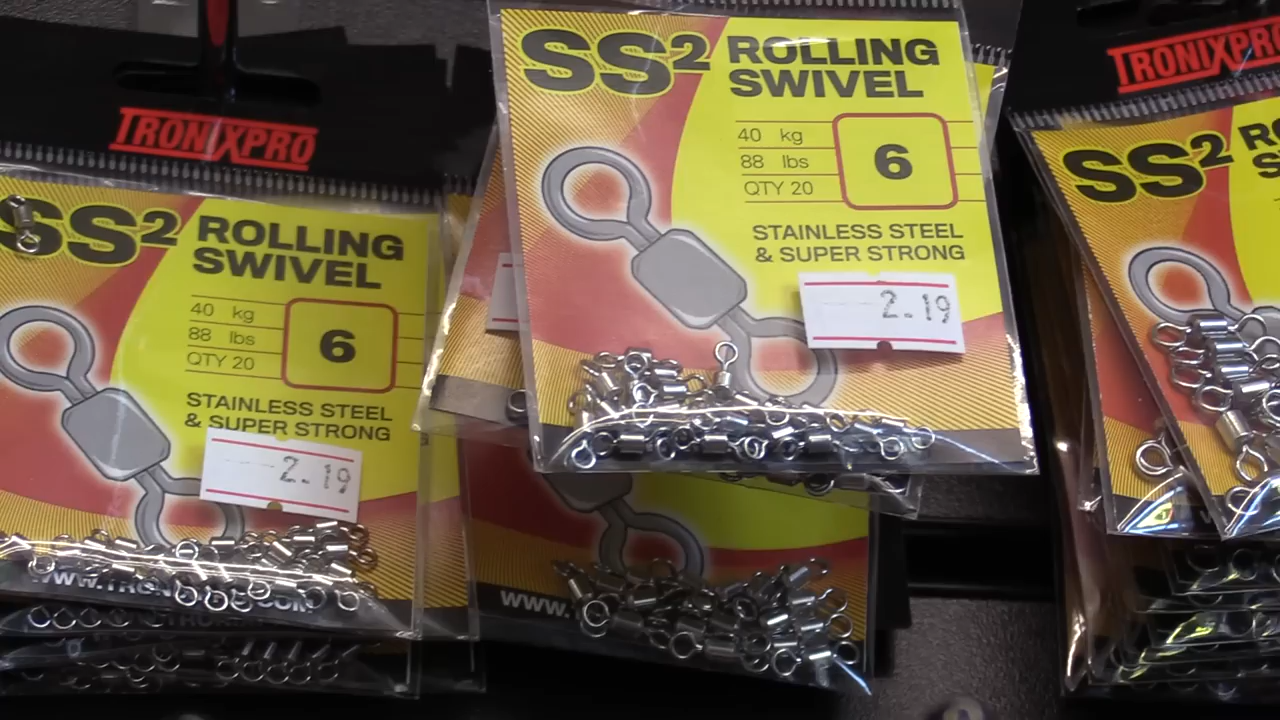 TRONIXPRO
SS2 ROLLING
SWIVEL
40 kg
88 lbs
QTY 20
6
STAINLESS STEEL
& SUPER STRONG
2.19
SS2 ROLLING
SWIVEL
40 kg
88 lbs
QTY 20
6
STAINLESS STEEL
& SUPER STRONG
2.19
www.
TRONIXPRO
SS2